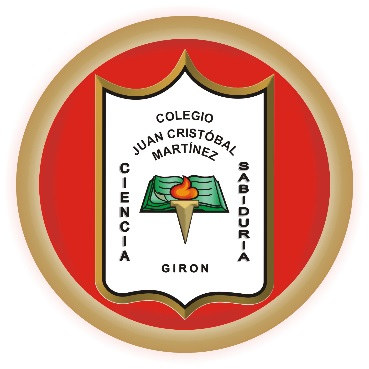 COLEGIO
JUAN CRISTÓBAL
MARTÍNEZ
CIENCIA
SABIDURIA
GIRON